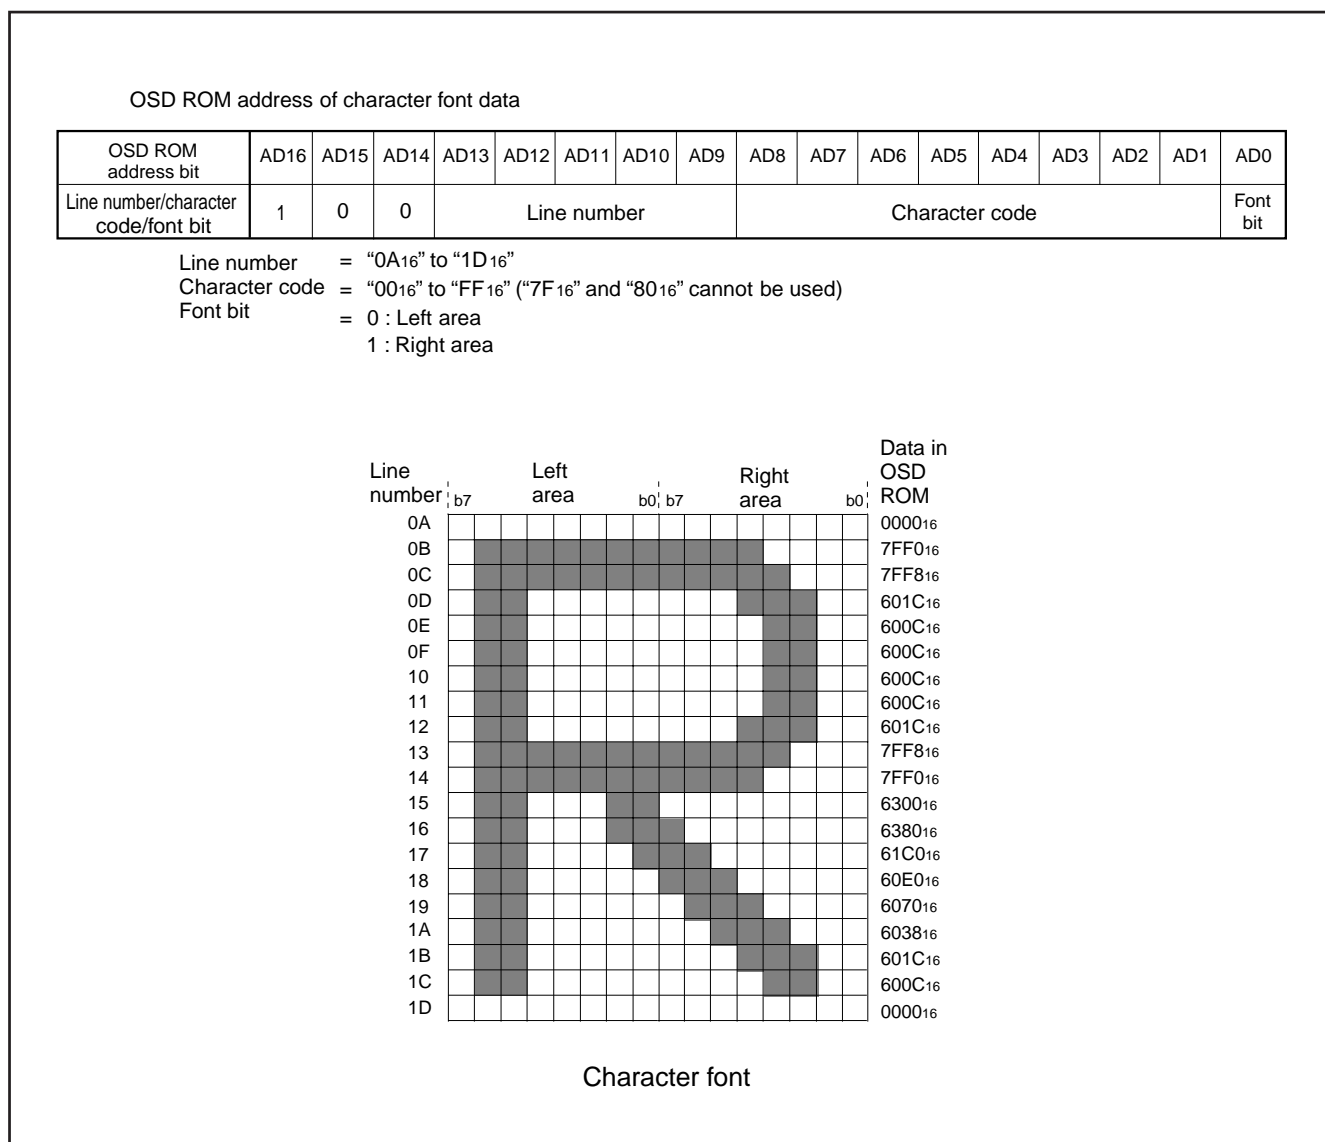 OSD ROM address of character font data
OSD ROM address bit AD16 AD15 AD14 AD13 AD12 AD11 AD10 AD9 AD8 AD7 AD6 AD5 AD4 AD3 AD2 AD1 AD0
Line number/character code/font bit 1 0 0 Line number Character code Font bit
Line number = “0A16” to “1D16”
Character code = “0016” to “FF16” (“7F16” and “8016” cannot be used)
Font bit = 0 : Left area
1 : Right area
Line number Left area Right area Data in OSD ROM
b7 b0 b7 b0
0A 000016
0B 7FF016
0C 7FF816
0D 601C16
0E 600C16
0F 600C16
10 600C16
11 600C16
12 601C16
13 7FF816
14 7FF016
15 630016
16 638016
17 61C016
18 60E016
19 607016
1A 603816
1B 601C16
1C 600C16
1D 000016
Character font